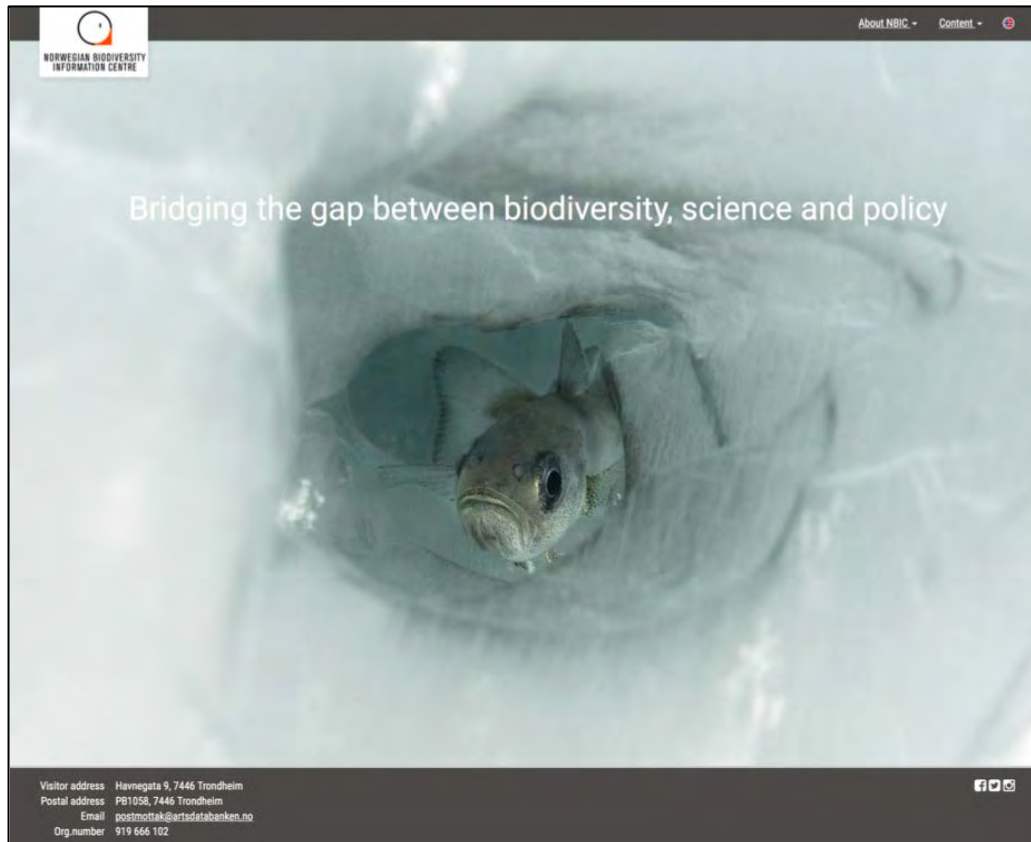 NORWEGIAN BIODIVERSITY
INFORMATION CENTRE
About NBIC
Content
Bridging the gap between biodiversity, science and policy
Visitor address Havnegata 9, 7446 Trondheim
Postal address PB1058, 7446 Trondheim
Email postmottak@artsdatabanken.no
Org.number 919 666 102